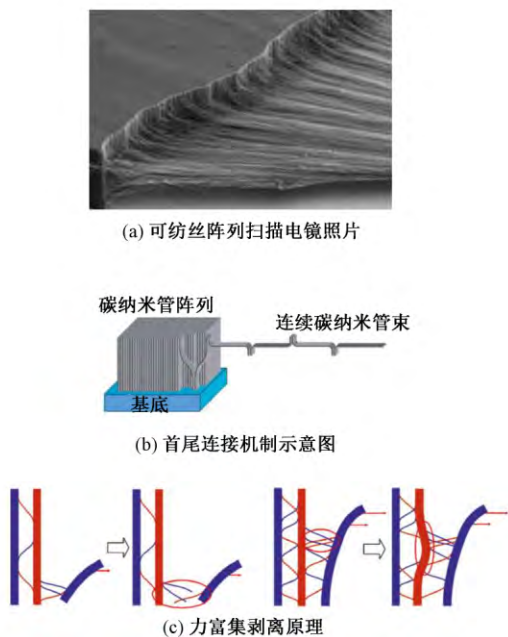 (a) 可纺丝阵列扫描电镜照片
碳纳米管阵列
连续碳纳米管束
基底
(b) 首尾连接机制示意图
(c) 力富集剥离原理